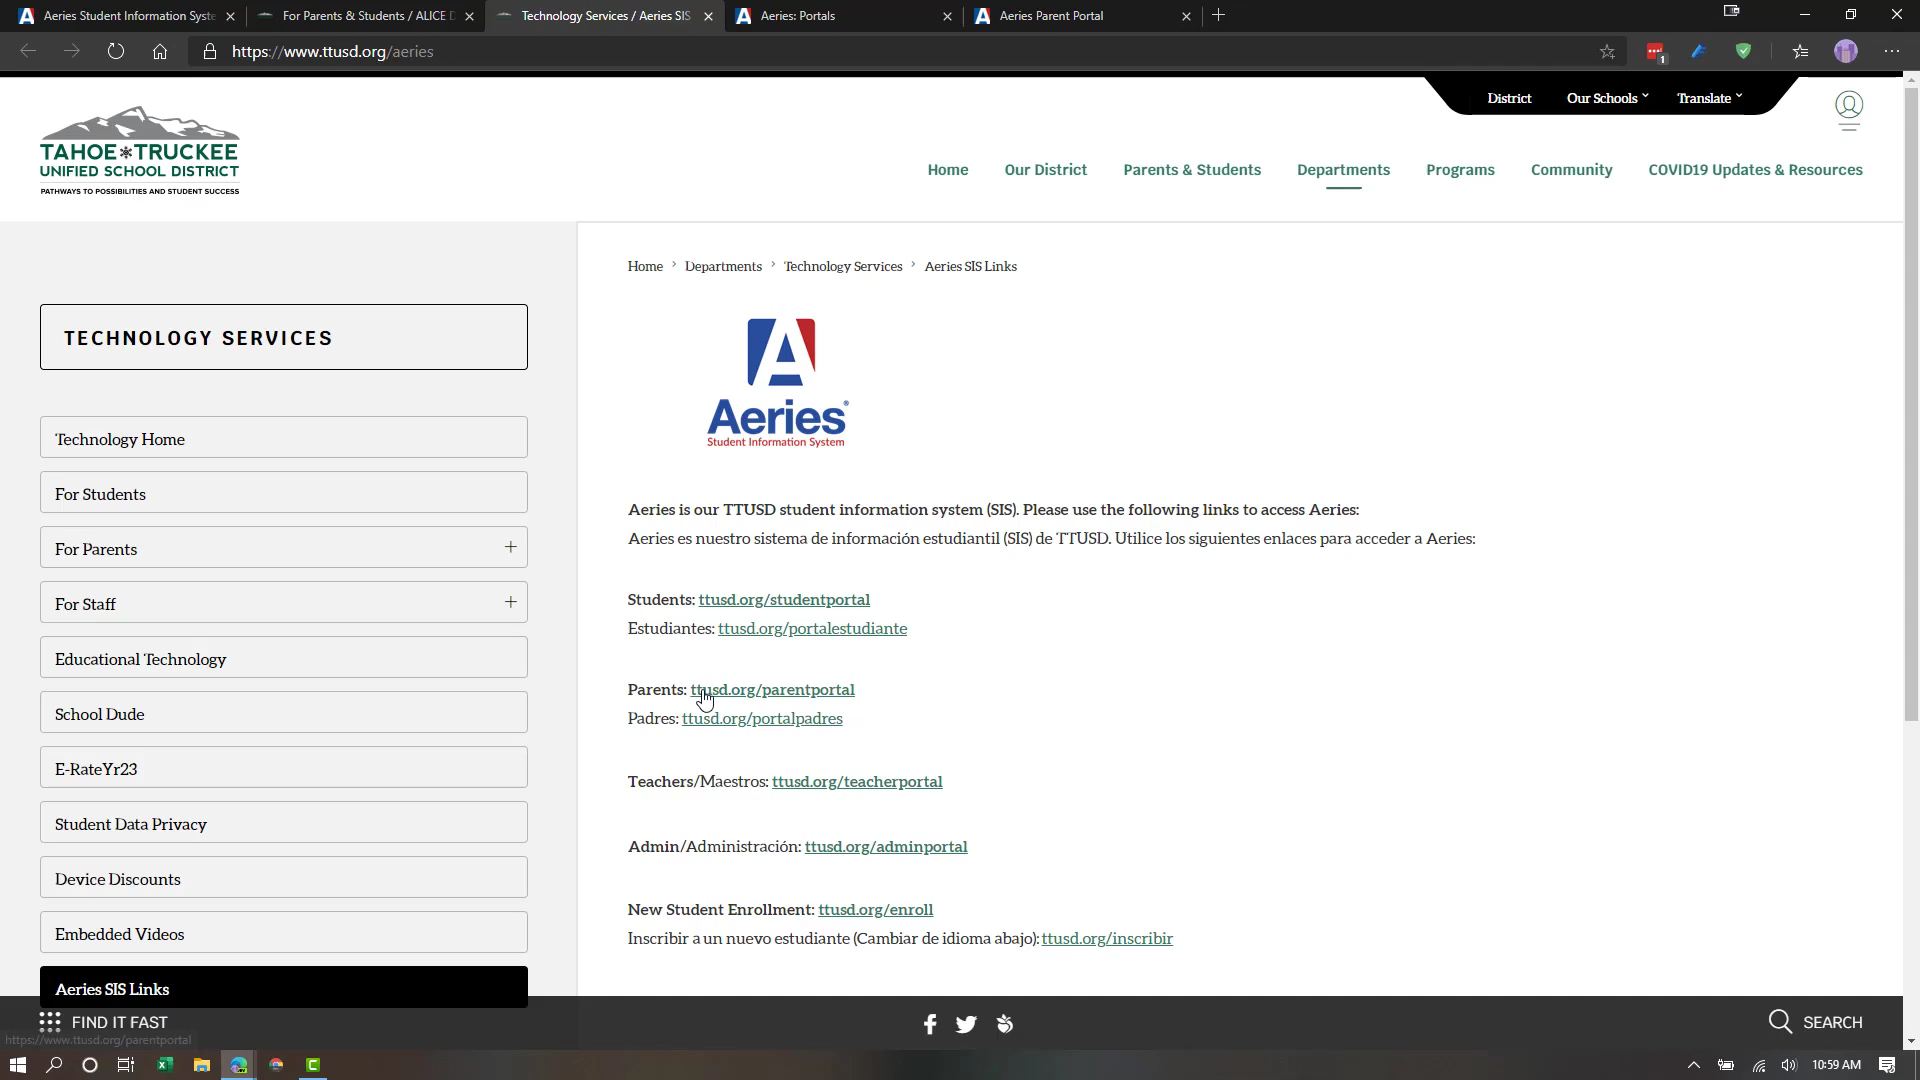 Aeries Student Information Syste
For Parents & Students / ALICE D
Technology Services / Aeries SIS
Aeries: Portals
Aeries Parent Portal
https://www.ttusd.org/aeries
1
District
Our Schools
Translate
TAHOE TRUCKEE
UNIFIED SCHOOL DISTRICT
PATHWAYS TO POSSIBILITIES AND STUDENT SUCCESS
Home
Our District
Parents & Students
Departments
Programs
Community
COVID19 Updates & Resources
Home > Departments > Technology Services > Aeries SIS Links
TECHNOLOGY SERVICES
Technology Home
For Students
For Parents +
For Staff +
Educational Technology
School Dude
E-RateYr23
Student Data Privacy
Device Discounts
Embedded Videos
Aeries SIS Links
A
Aeries®
Student Information System
Aeries is our TTUSD student information system (SIS). Please use the following links to access Aeries:
Aeries es nuestro sistema de información estudiantil (SIS) de TTUSD. Utilice los siguientes enlaces para acceder a Aeries:
Students: ttusd.org/studentportal
Estudiantes: ttusd.org/portalestudiante
Parents: ttusd.org/parentportal
Padres: ttusd.org/portalpadres
Teachers/Maestros: ttusd.org/teacherportal
Admin/Administración: ttusd.org/adminportal
New Student Enrollment: ttusd.org/enroll
Inscribir a un nuevo estudiante (Cambiar de idioma abajo): ttusd.org/inscribir
FIND IT FAST
SEARCH
https://www.ttusd.org/parentportal
10:59 AM